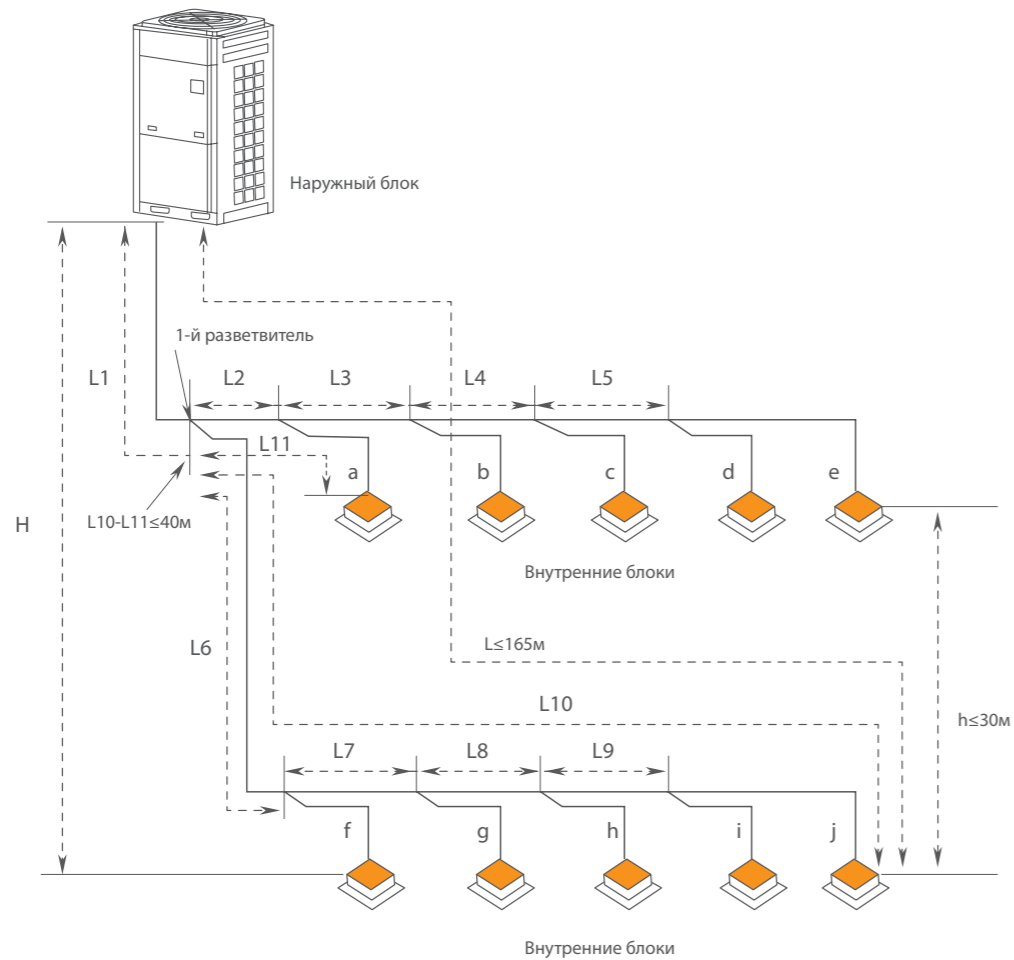 Наружный блок
1-й разветвитель
L1
L2
L3
L4
L5
L11
a
b
c
d
e
L10-L11≤40м
H
Внутренние блоки
L6
L≤165м
L10
h≤30м
L7
L8
L9
f
g
h
i
j
Внутренние блоки